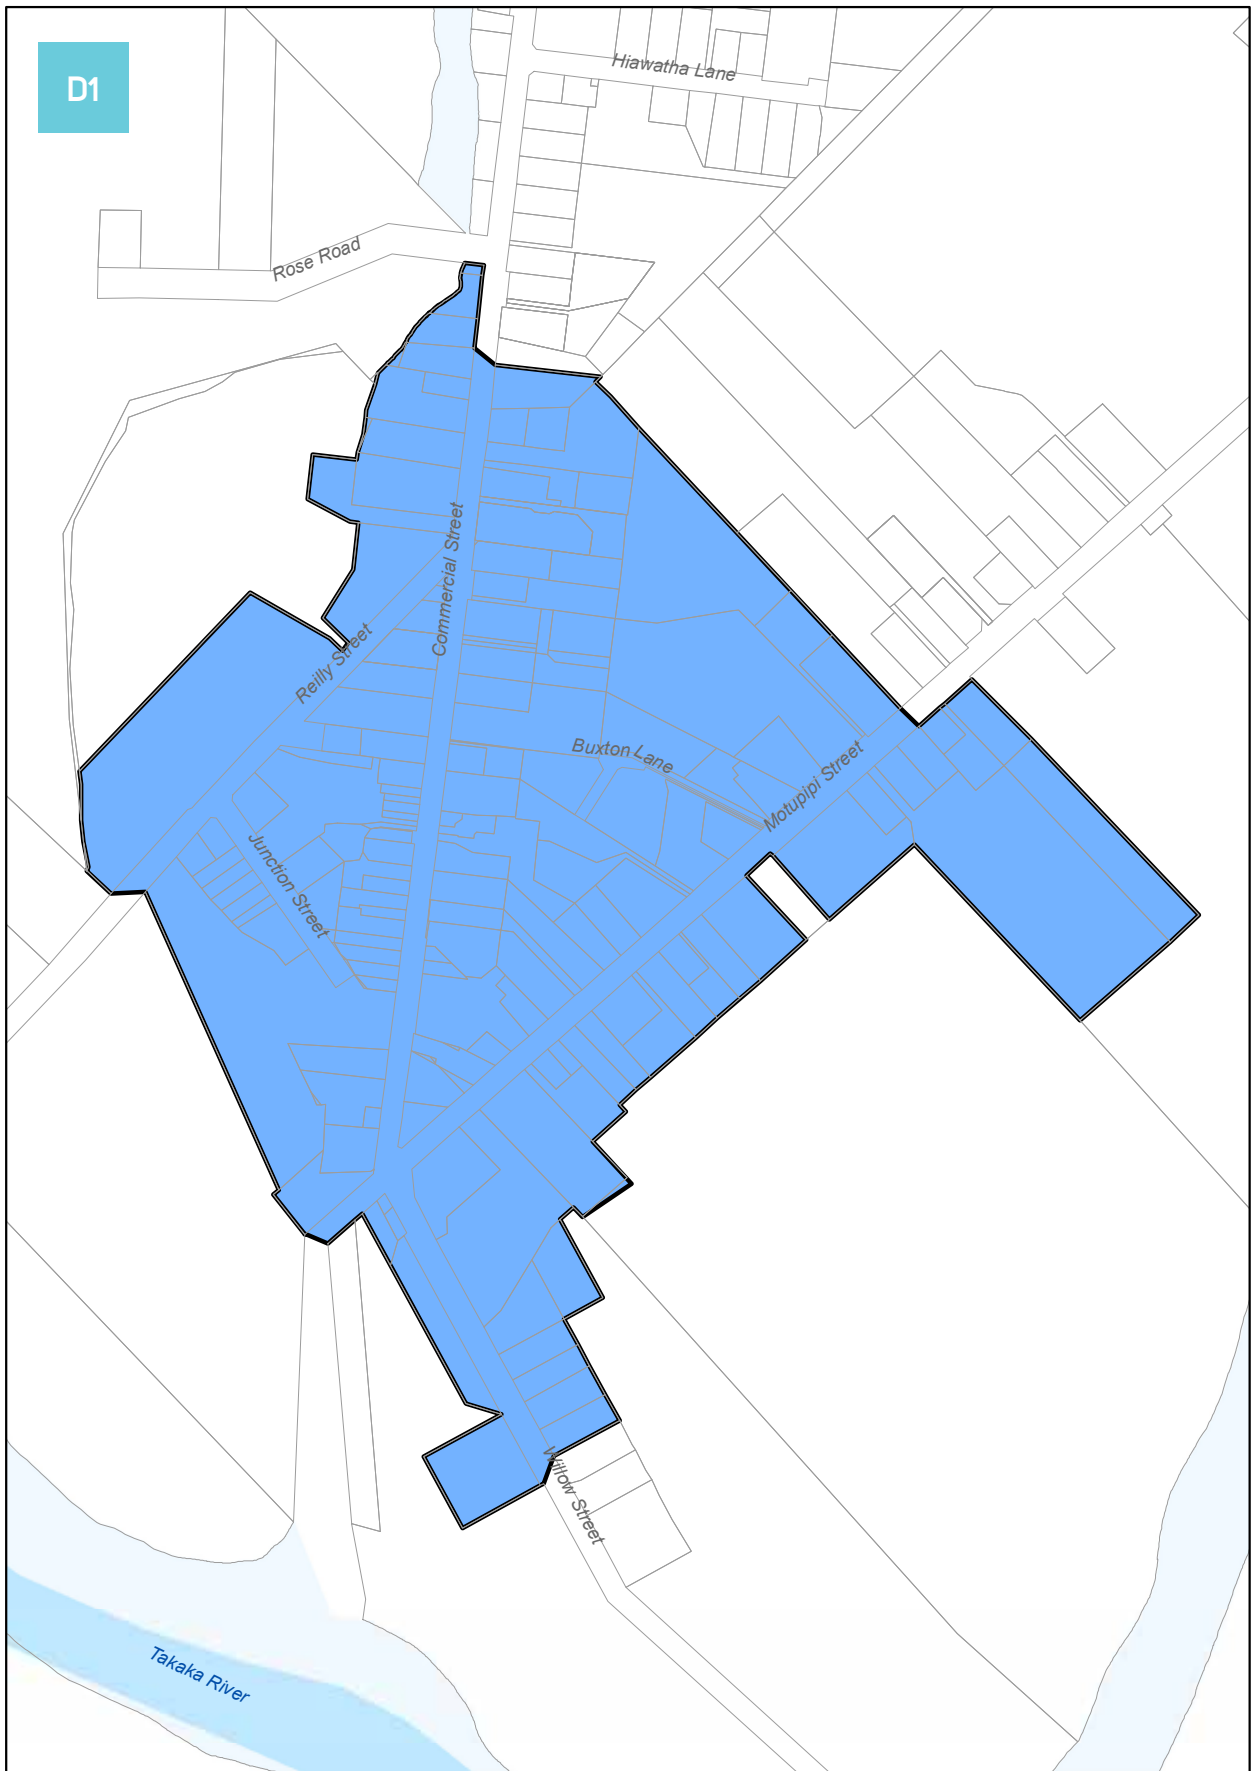 D1
Hiawatha Lane
Rose Road
Commercial Street
Reilly Street
Buxton Lane
Motupipi Street
Junction Street
Willow Street
Takaka River